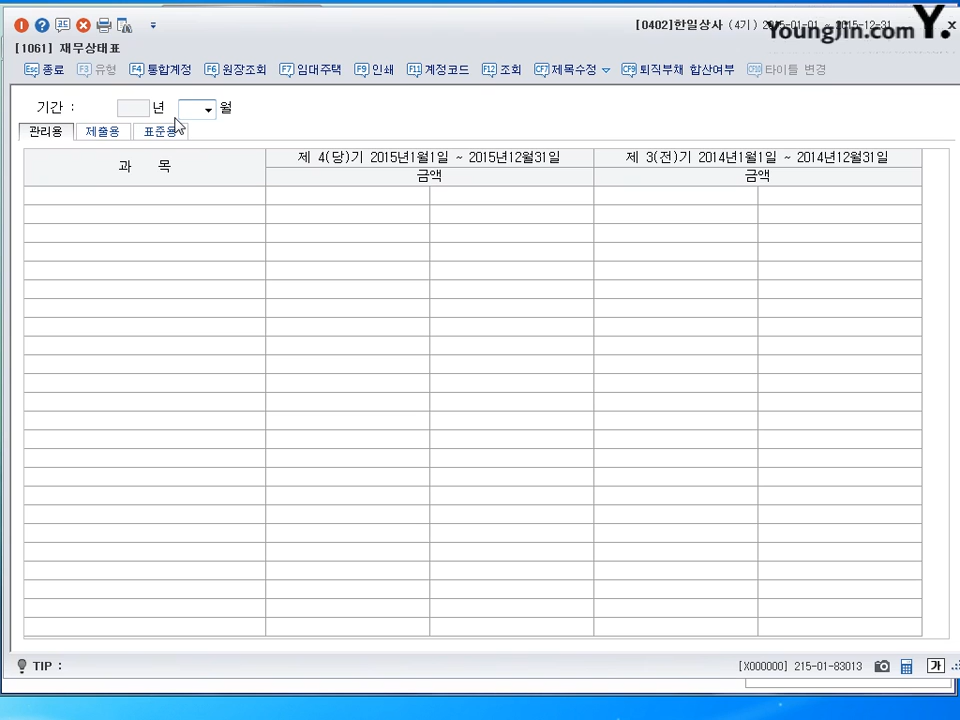 [0402]한일상사 (4기) 2015-01-01 ~ 2015-12-31
YoungJin.com Y.
[1061] 재무상태표
Esc 종료 F3 유형 F4 통합계정 F6 원장조회 F7 임대주택 F9 인쇄 F11 계정코드 F12 조회 CF7 제목수정 CF9 퇴직부채 합산여부 CF10 타이틀 변경
기간 : 년 월
관리용 제출용 표준용
과 목 제 4(당)기 2015년1월1일 ~ 2015년12월31일 제 3(전)기 2014년1월1일 ~ 2014년12월31일
금액 금액
TIP : [X000000] 215-01-83013 가